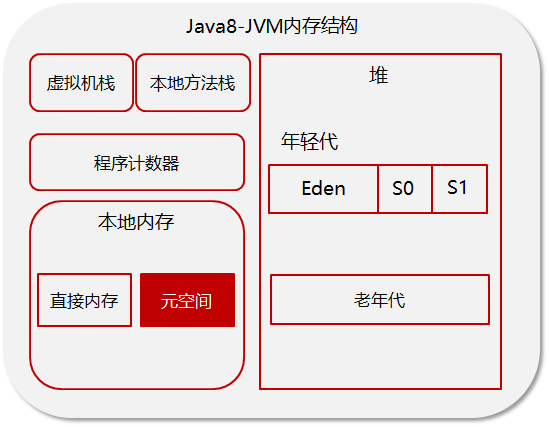 Java8-JVM内存结构
虚拟机栈
本地方法栈
程序计数器
本地内存
直接内存
元空间
堆
年轻代
Eden
S0
S1
老年代